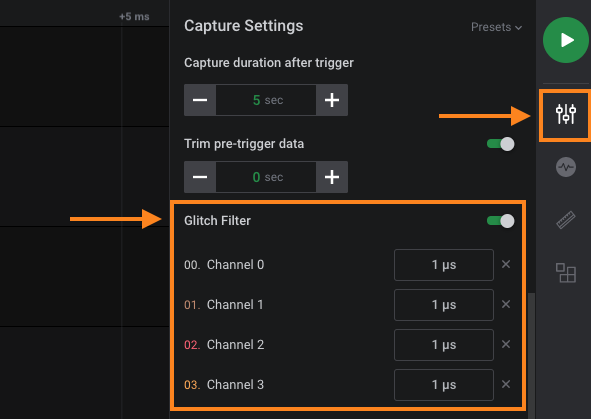 +5 ms
Capture Settings
Presets
Capture duration after trigger
5 sec
Trim pre-trigger data
0 sec
Glitch Filter
00. Channel 0 1 µs
01. Channel 1 1 µs
02. Channel 2 1 µs
03. Channel 3 1 µs